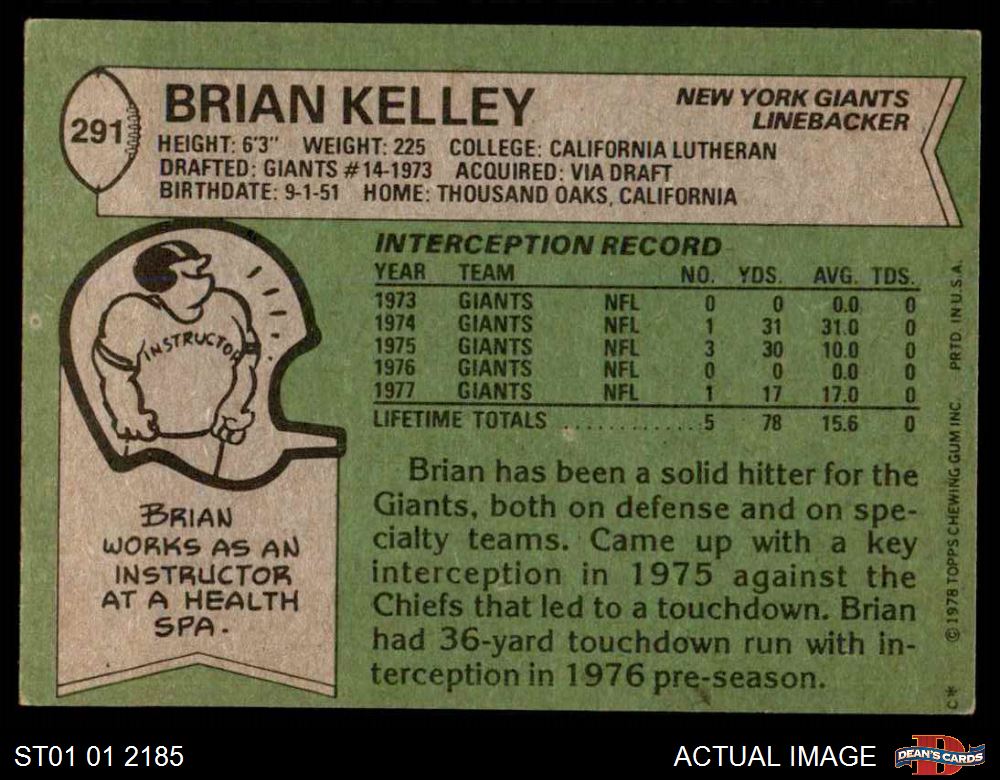 291
BRIAN KELLEY
NEW YORK GIANTS
LINEBACKER
HEIGHT: 6'3" WEIGHT: 225 COLLEGE: CALIFORNIA LUTHERAN
DRAFTED: GIANTS #14-1973 ACQUIRED: VIA DRAFT
BIRTHDATE: 9-1-51 HOME: THOUSAND OAKS, CALIFORNIA
INSTRUCTOR
BRIAN
WORKS AS AN
INSTRUCTOR
AT A HEALTH
SPA.
INTERCEPTION RECORD
YEAR TEAM NO. YDS. AVG. TDS.
1973 GIANTS NFL 0 0 0.0 0
1974 GIANTS NFL 1 31 31.0 0
1975 GIANTS NFL 3 30 10.0 0
1976 GIANTS NFL 0 0 0.0 0
1977 GIANTS NFL 1 17 17.0 0
LIFETIME TOTALS ............ 5 78 15.6 0
Brian has been a solid hitter for the
Giants, both on defense and on spe-
cialty teams. Came up with a key
interception in 1975 against the
Chiefs that led to a touchdown. Brian
had 36-yard touchdown run with in-
terception in 1976 pre-season.
C* © 1978 TOPPS CHEWING GUM INC. PRTD. IN U.S.A.
ST01 01 2185
ACTUAL IMAGE
D
DEAN'S CARDS